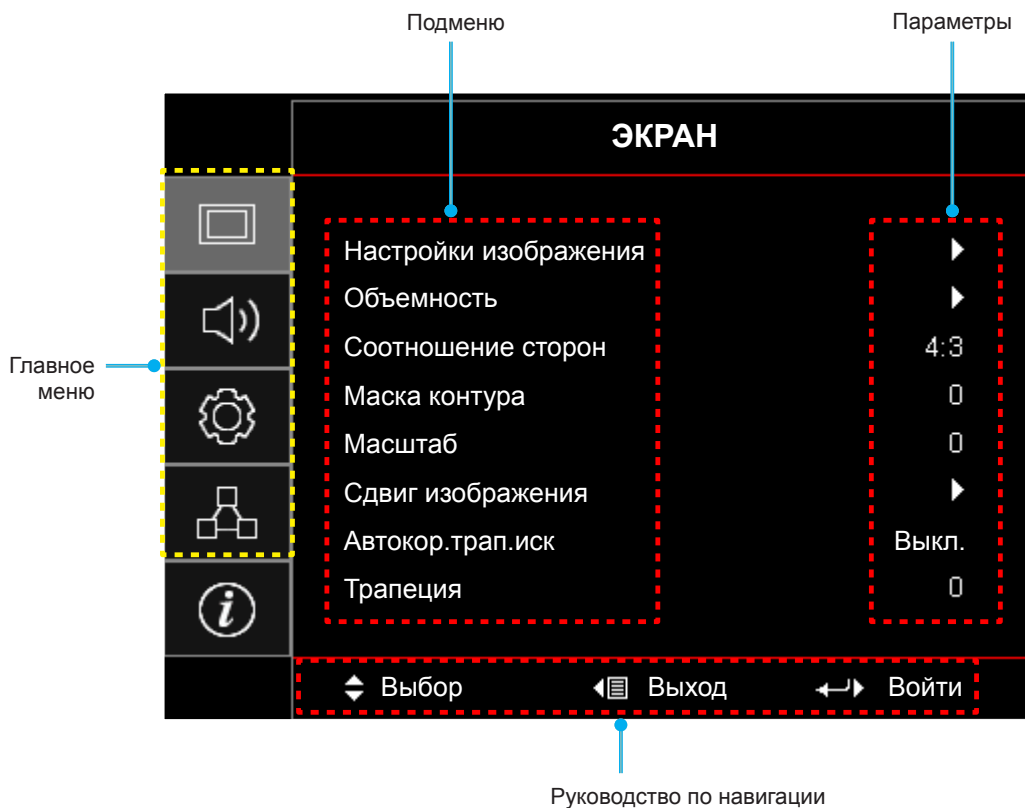 Подменю
Параметры
ЭКРАН
Главное
меню
Настройки изображения
Объемность
Соотношение сторон 4:3
Маска контура 0
Масштаб 0
Сдвиг изображения
Автокор.трап.иск Выкл.
Трапеция 0
i
Выбор Выход Войти
Руководство по навигации